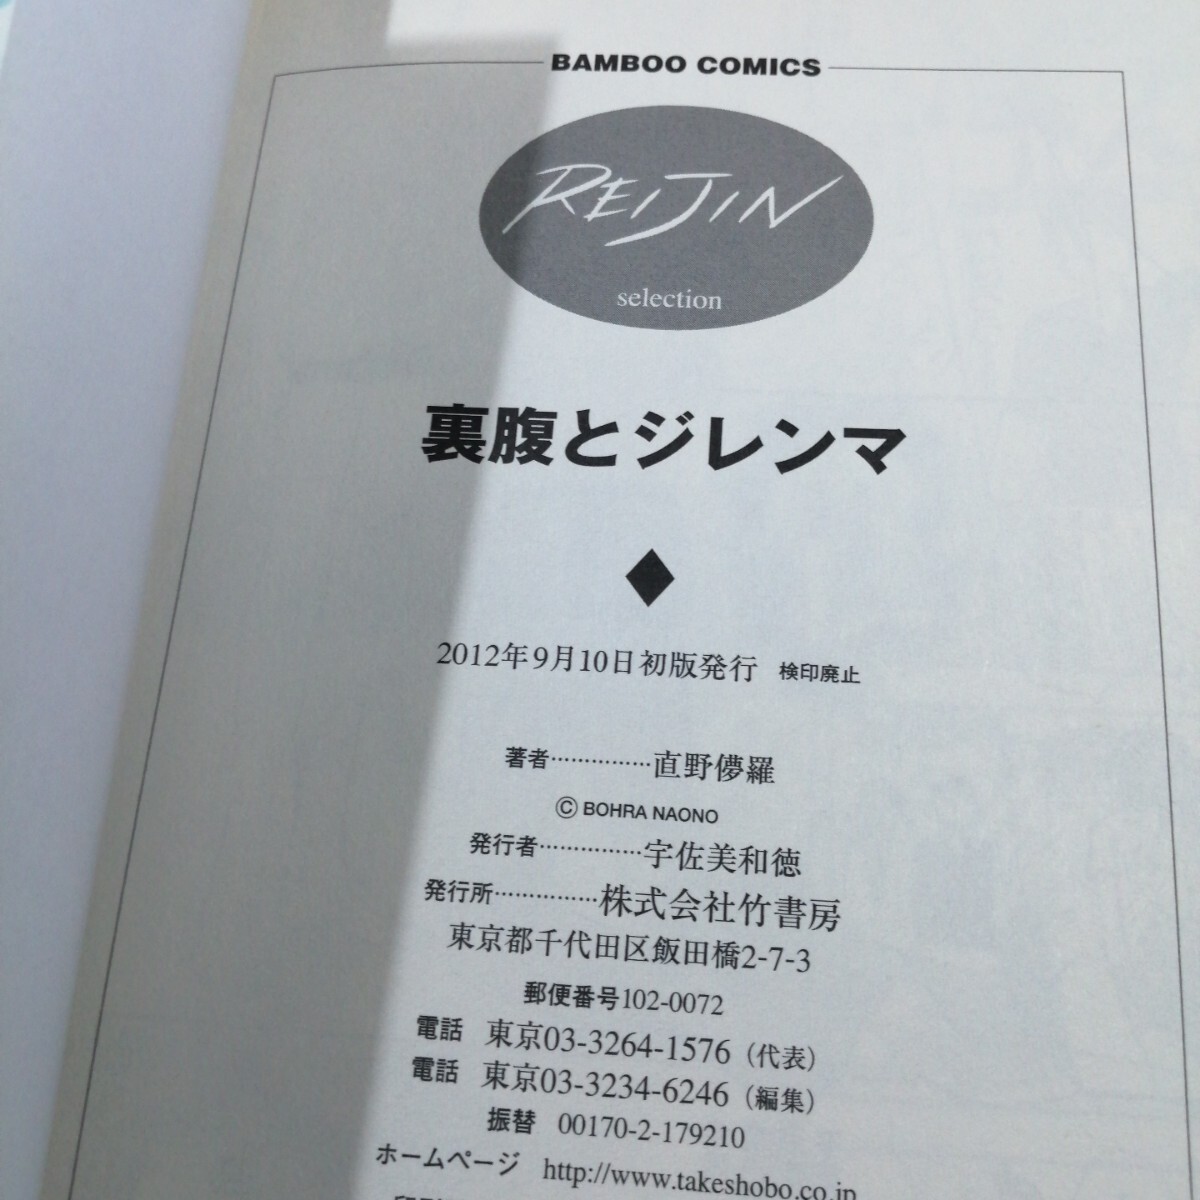 BAMBOO COMICS
REIJIN
selection
裏腹とジレンマ
◆
2012年9月10日初版発行 検印廃止
著者……………直野儚羅
Ⓒ BOHRA NAONO
発行者……………宇佐美和徳
発行所……………株式会社竹書房
東京都千代田区飯田橋2-7-3
郵便番号102-0072
電話 東京03-3264-1576（代表）
電話 東京03-3234-6246（編集）
振替 00170-2-179210
ホームページ http://www.takeshobo.co.jp